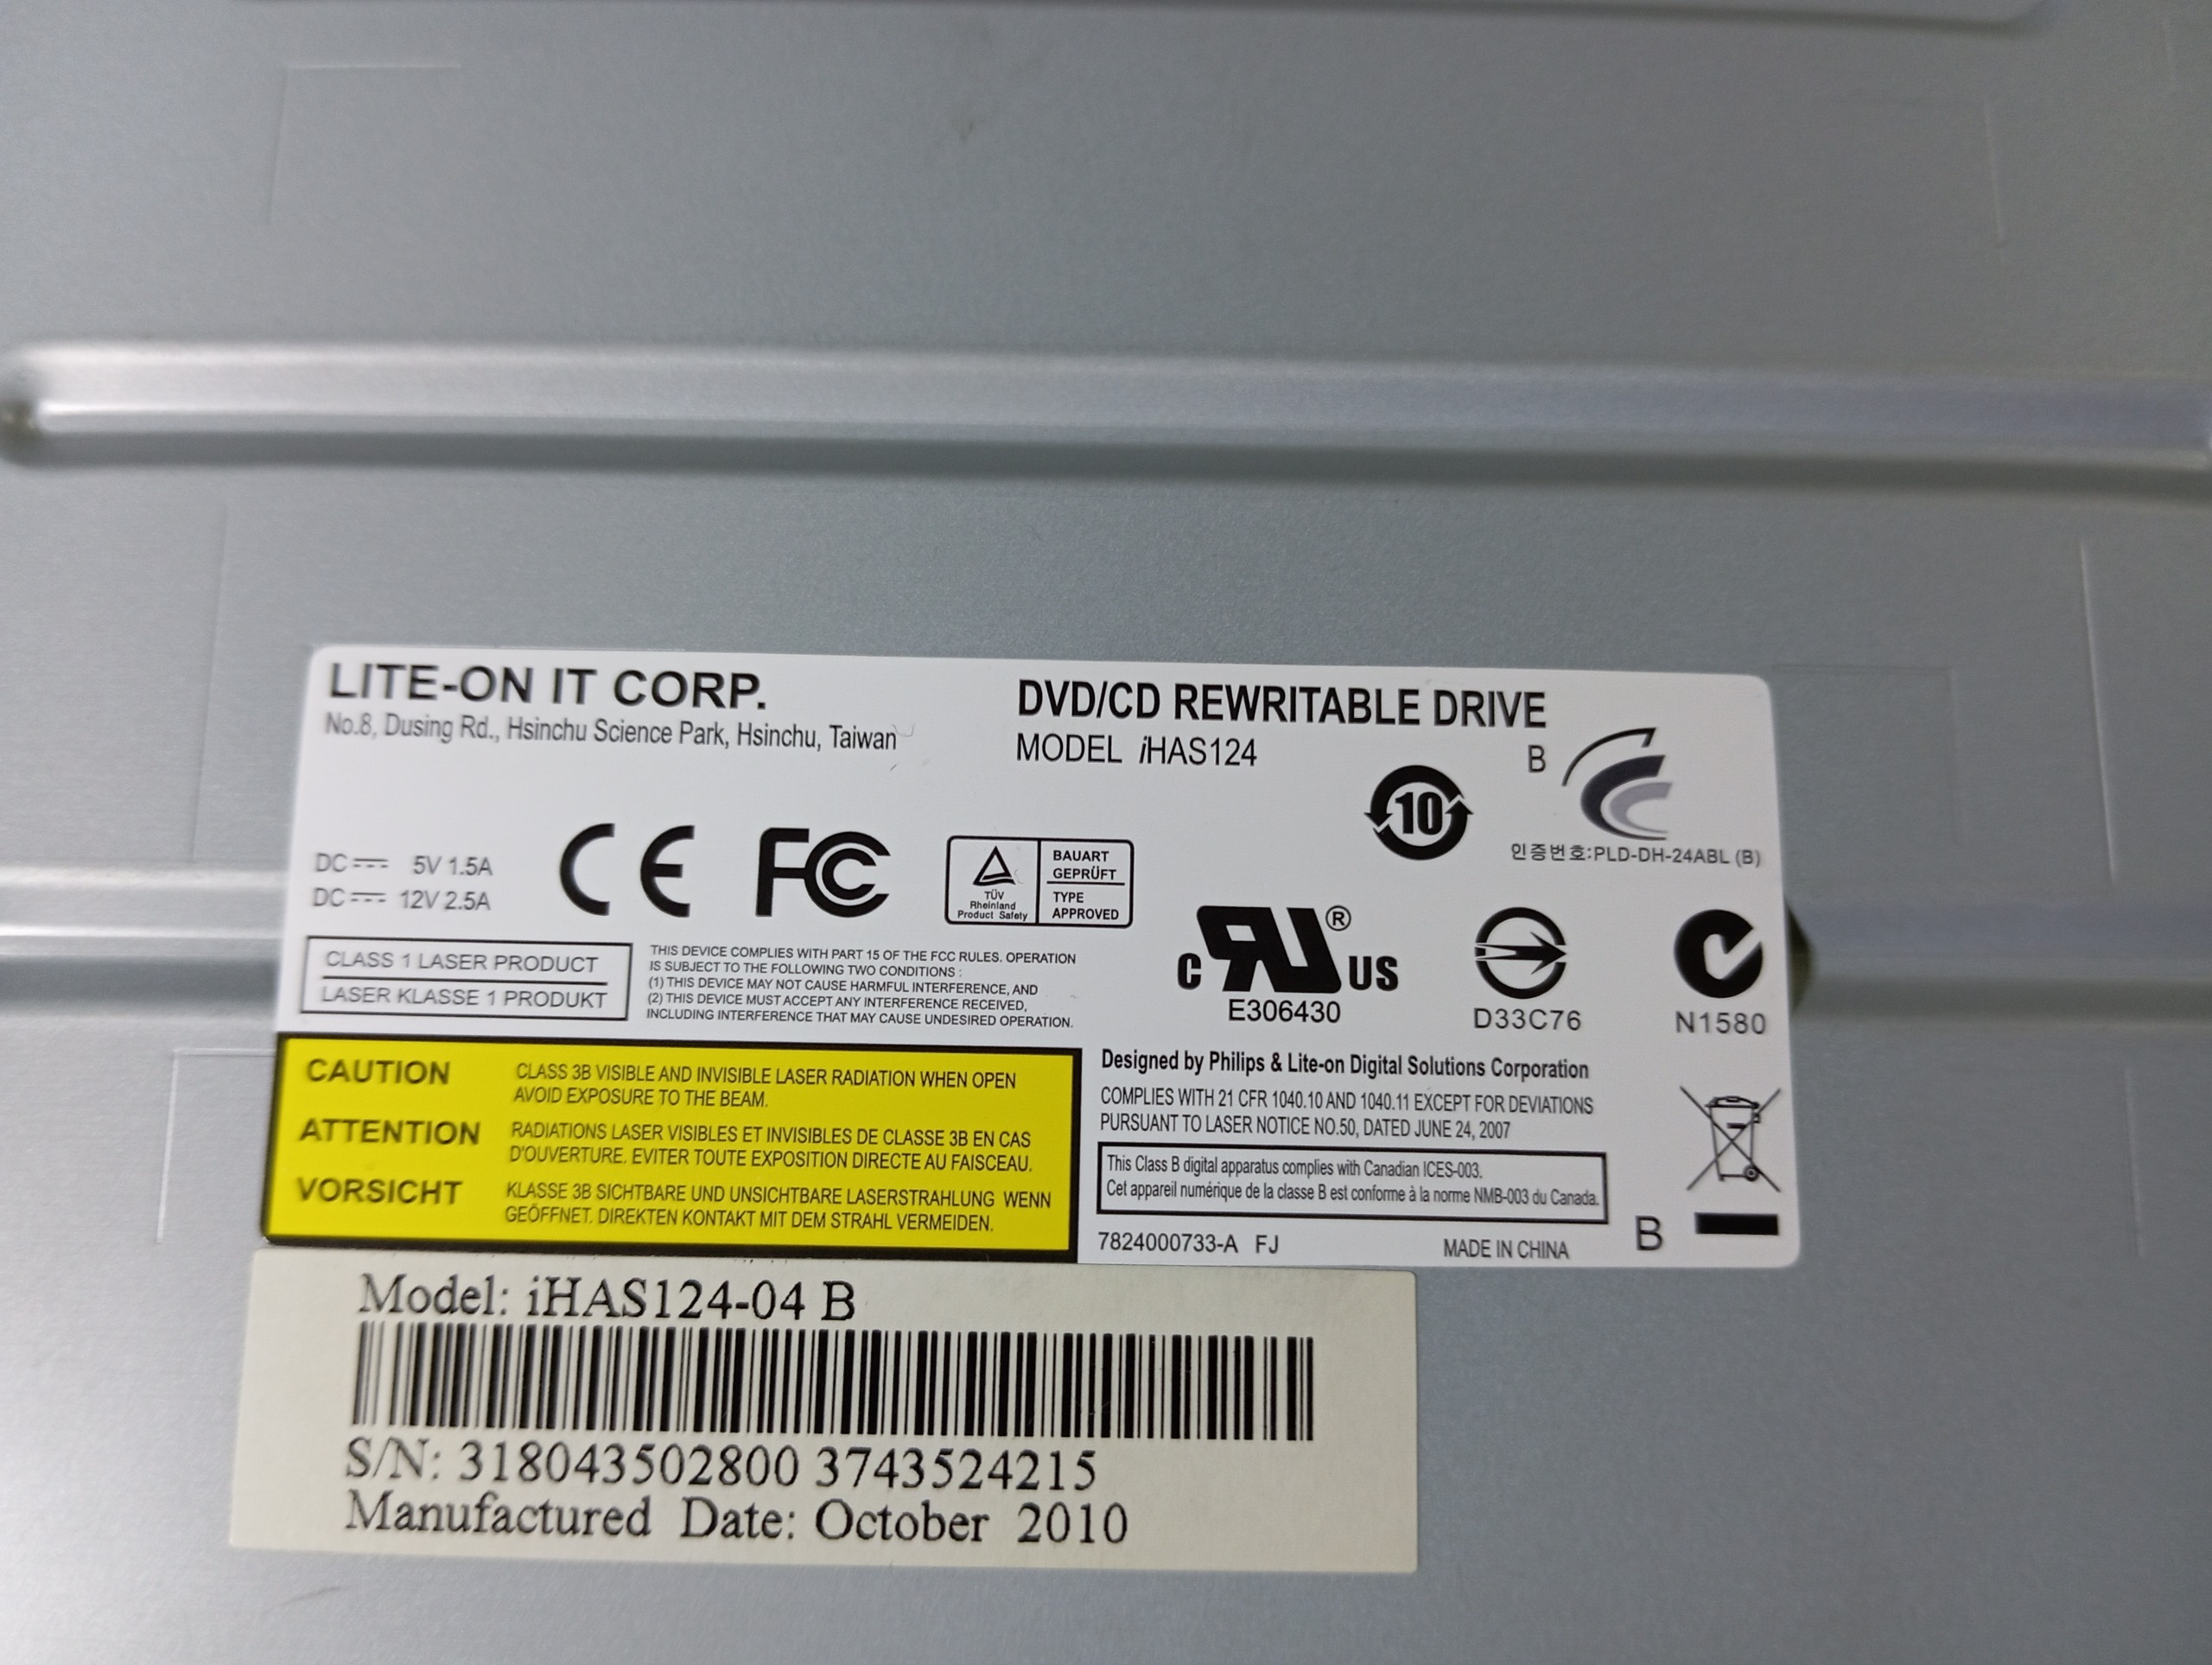 LITE-ON IT CORP.
No.8, Dusing Rd., Hsinchu Science Park, Hsinchu, Taiwan
DVD/CD REWRITABLE DRIVE
MODEL iHAS124
B
10
인증번호:PLD-DH-24ABL (B)
DC 5V 1.5A
DC 12V 2.5A
CE FC
TÜV
Rheinland
Product Safety
BAUART
GEPRÜFT
TYPE
APPROVED
CLASS 1 LASER PRODUCT
LASER KLASSE 1 PRODUKT
THIS DEVICE COMPLIES WITH PART 15 OF THE FCC RULES. OPERATION
IS SUBJECT TO THE FOLLOWING TWO CONDITIONS :
(1) THIS DEVICE MAY NOT CAUSE HARMFUL INTERFERENCE, AND
(2) THIS DEVICE MUST ACCEPT ANY INTERFERENCE RECEIVED,
INCLUDING INTERFERENCE THAT MAY CAUSE UNDESIRED OPERATION.
C RU ® US
E306430
D33C76
N1580
CAUTION
CLASS 3B VISIBLE AND INVISIBLE LASER RADIATION WHEN OPEN
AVOID EXPOSURE TO THE BEAM.
ATTENTION
RADIATIONS LASER VISIBLES ET INVISIBLES DE CLASSE 3B EN CAS
D'OUVERTURE. EVITER TOUTE EXPOSITION DIRECTE AU FAISCEAU.
VORSICHT
KLASSE 3B SICHTBARE UND UNSICHTBARE LASERSTRAHLUNG WENN
GEÖFFNET. DIREKTEN KONTAKT MIT DEM STRAHL VERMEIDEN.
Designed by Philips & Lite-on Digital Solutions Corporation
COMPLIES WITH 21 CFR 1040.10 AND 1040.11 EXCEPT FOR DEVIATIONS
PURSUANT TO LASER NOTICE NO.50, DATED JUNE 24, 2007
This Class B digital apparatus complies with Canadian ICES-003.
Cet appareil numérique de la classe B est conforme à la norme NMB-003 du Canada.
7824000733-A FJ
MADE IN CHINA
B
Model: iHAS124-04 B
S/N: 318043502800 3743524215
Manufactured Date: October 2010